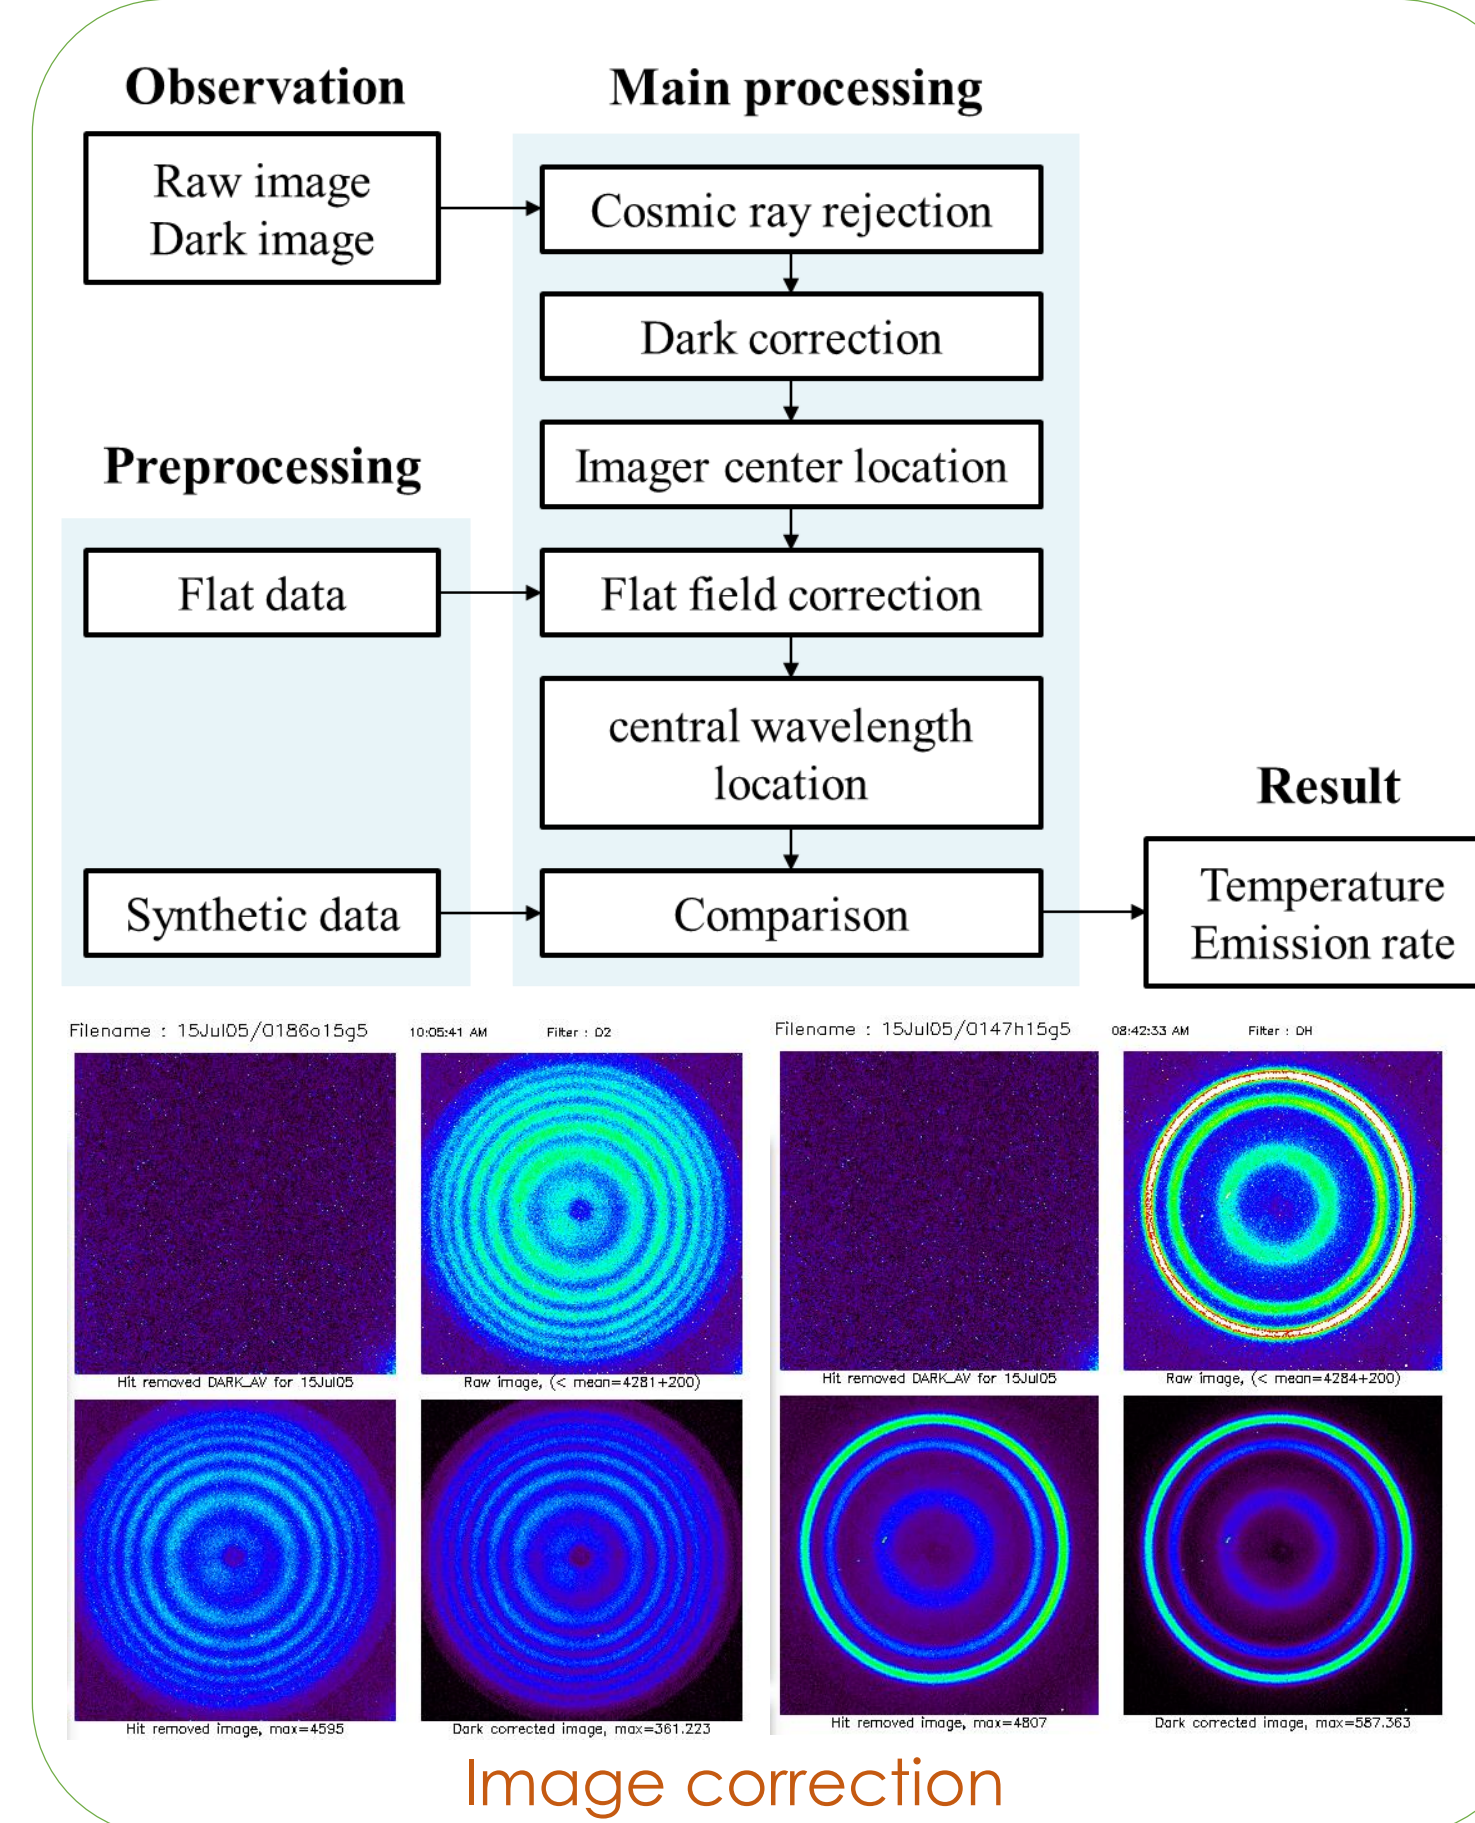 Observation
Main processing
Raw image
Dark image
Cosmic ray rejection
Dark correction
Imager center location
Preprocessing
Flat data
Flat field correction
central wavelength
location
Result
Synthetic data
Comparison
Temperature
Emission rate
Filename : 15Jul05/0186o15g5 10:05:41 AM Filter : D2
Filename : 15Jul05/0147h15g5 08:42:33 AM Filter : OH
Hit removed DARK_AV for 15Jul05
Raw image, (< mean=4281+200)
Hit removed DARK_AV for 15Jul05
Raw image, (< mean=4284+200)
Hit removed image, max=4595
Dark corrected image, max=361.223
Hit removed image, max=4807
Dark corrected image, max=587.363
Image correction